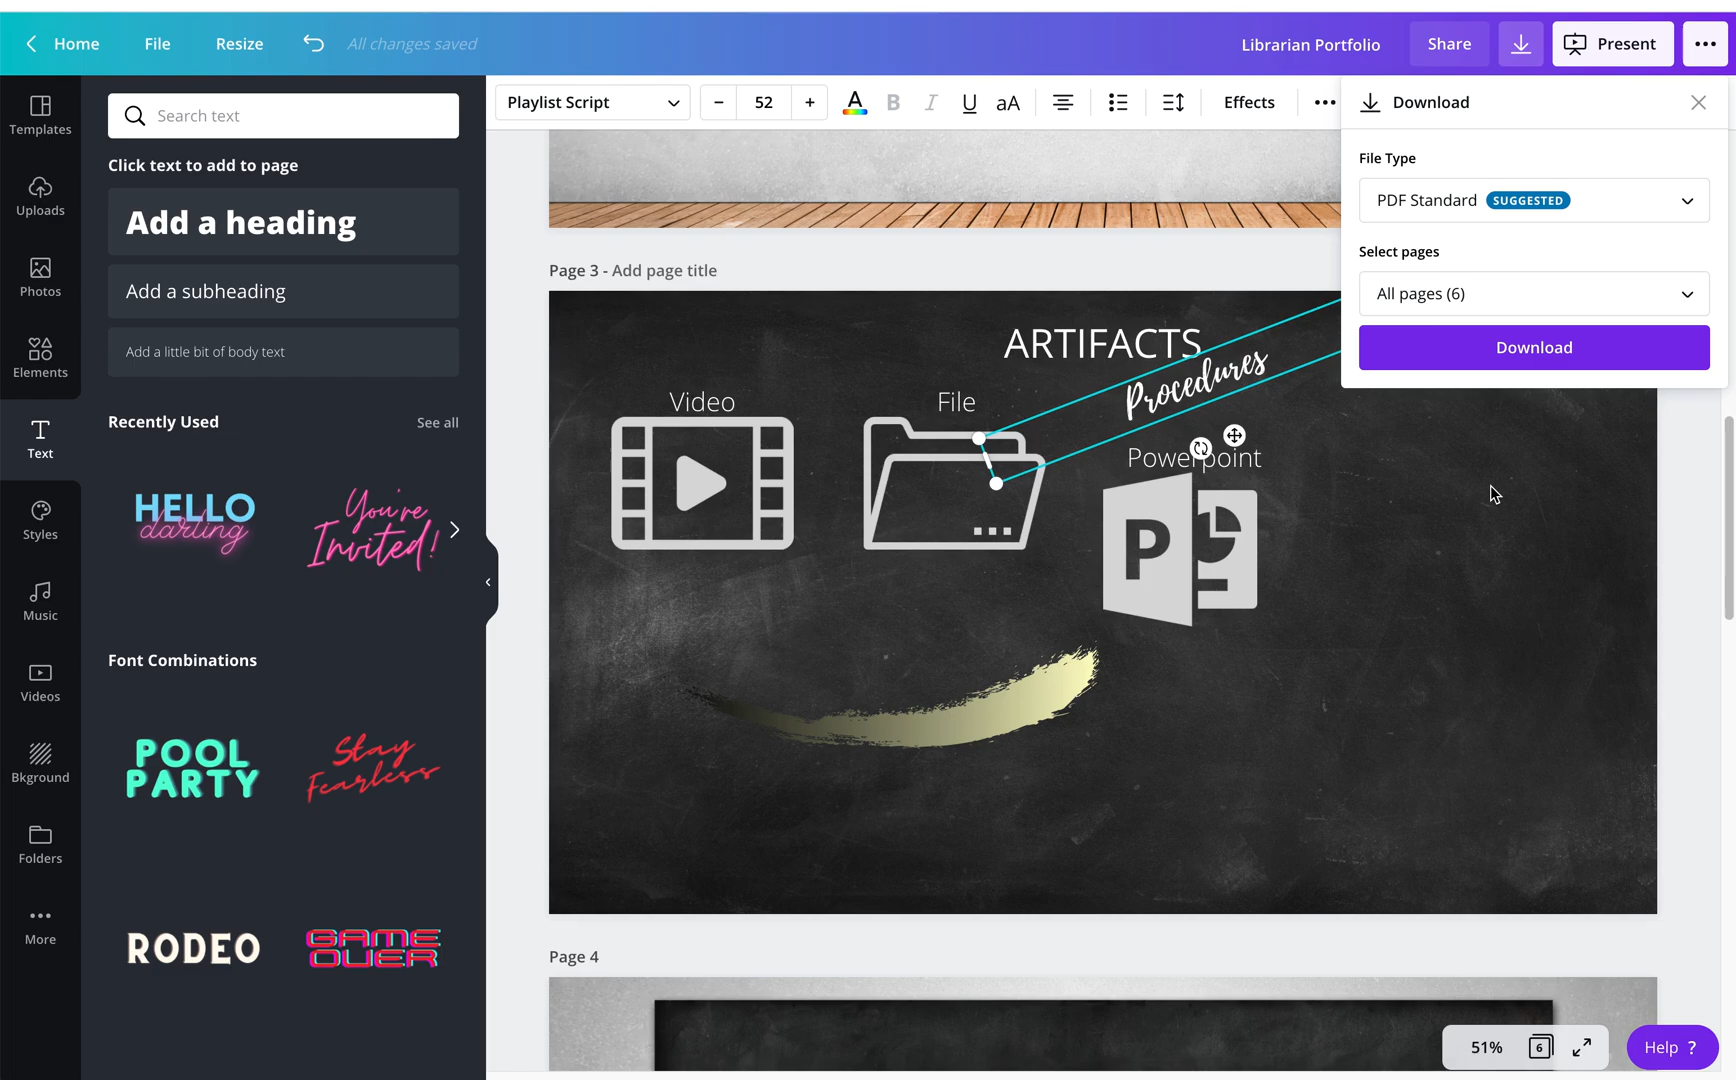 Home File Resize All changes saved Librarian Portfolio Share Present
Templates
Uploads
Photos
Elements
Text
Styles
Music
Videos
Bkground
Folders
More
Search text
Click text to add to page
Add a heading
Add a subheading
Add a little bit of body text
Recently Used See all
HELLO
darling
You're
Invited!
Font Combinations
POOL
PARTY
Stay
Fearless
RODEO
GAME
OVER
Playlist Script – 52 + A B I U aA Effects
Page 3 - Add page title
ARTIFACTS
Procedures
Video
File
Powerpoint
P
Page 4
Download
File Type
PDF Standard SUGGESTED
Select pages
All pages (6)
Download
51% 6
Help ?